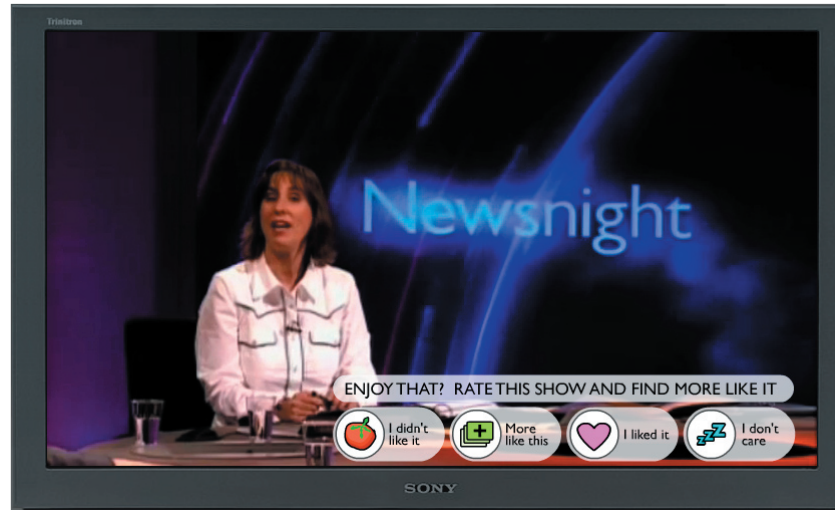 Trinitron
Newsnight
ENJOY THAT? RATE THIS SHOW AND FIND MORE LIKE IT
I didn't
like it
More
like this
I liked it
I don't
care
zzz
SONY